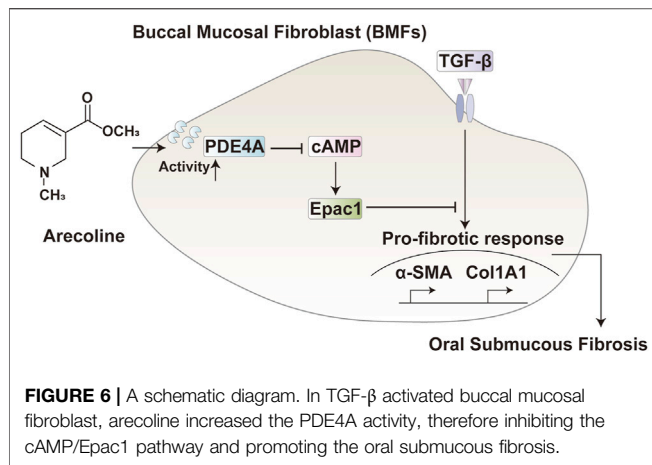 Buccal Mucosal Fibroblast (BMFs)
TGF-β
O
OCH₃
N
CH₃
Arecoline
Activity
PDE4A
cAMP
Epac1
Pro-fibrotic response
α-SMA Col1A1
Oral Submucous Fibrosis
FIGURE 6 | A schematic diagram. In TGF-β activated buccal mucosal
fibroblast, arecoline increased the PDE4A activity, therefore inhibiting the
cAMP/Epac1 pathway and promoting the oral submucous fibrosis.